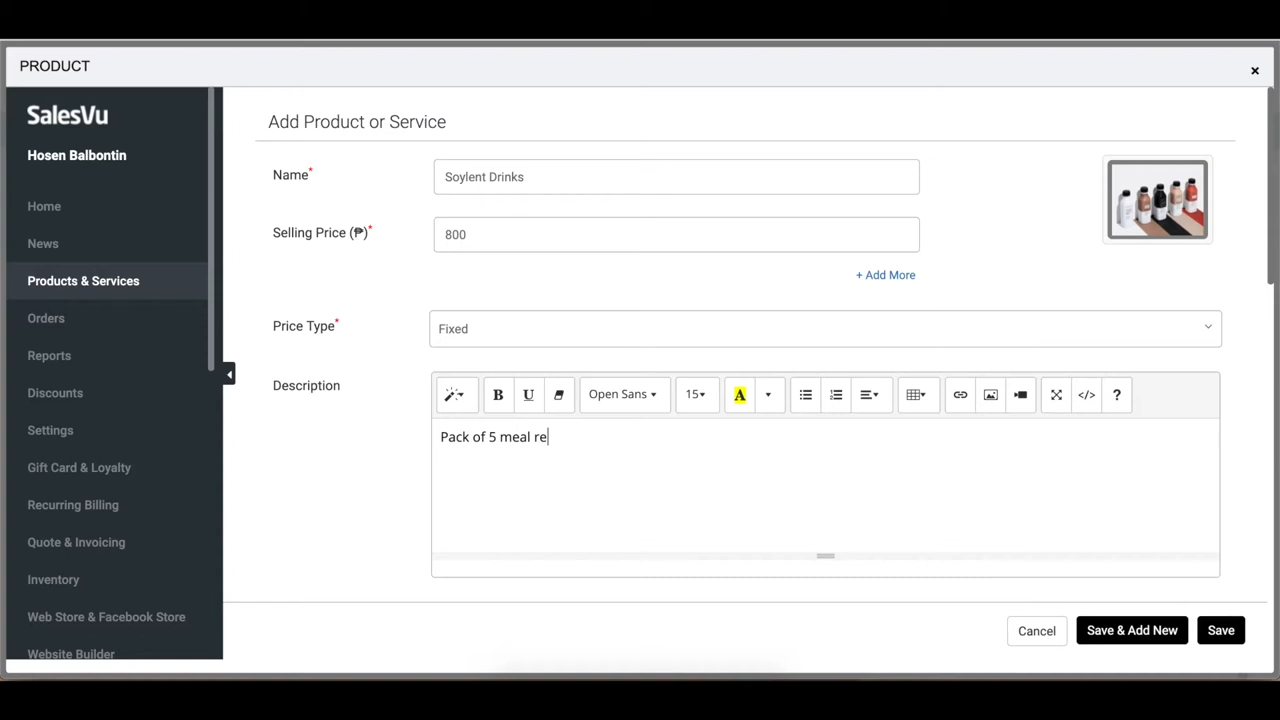 PRODUCT
×
SalesVu
Hosen Balbontin
Home
News
Products & Services
Orders
Reports
Discounts
Settings
Gift Card & Loyalty
Recurring Billing
Quote & Invoicing
Inventory
Web Store & Facebook Store
Website Builder
Add Product or Service
Name*
Soylent Drinks
Selling Price (₱)*
800
+ Add More
Price Type*
Fixed
Description
B U Open Sans 15 A </> ?
Pack of 5 meal re
Cancel Save & Add New Save